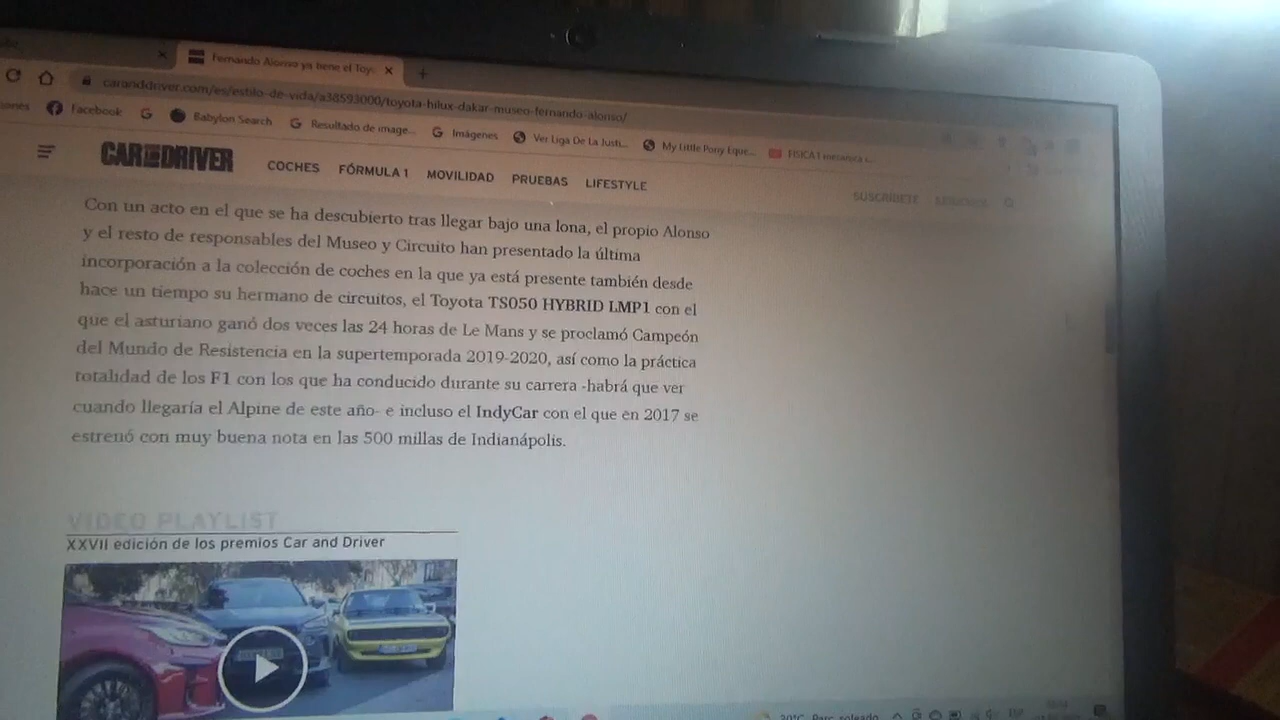 Fernando Alonso ya tiene el Toy
caranddriver.com/es/estilo-de-vida/a38593000/toyota-hilux-dakar-museo-fernando-alonso/
Facebook
Babylon Search
Resultado de image...
Imágenes
Ver Liga De La Justi...
My Little Pony Eque...
FISICA 1 mecanica
CAR AND DRIVER
COCHES
FÓRMULA 1
MOVILIDAD
PRUEBAS
LIFESTYLE
SUSCRÍBETE
Con un acto en el que se ha descubierto tras llegar bajo una lona, el propio Alonso
y el resto de responsables del Museo y Circuito han presentado la última
incorporación a la colección de coches en la que ya está presente también desde
hace un tiempo su hermano de circuitos, el Toyota TS050 HYBRID LMP1 con el
que el asturiano ganó dos veces las 24 horas de Le Mans y se proclamó Campeón
del Mundo de Resistencia en la supertemporada 2019-2020, así como la práctica
totalidad de los F1 con los que ha conducido durante su carrera -habrá que ver
cuando llegaría el Alpine de este año- e incluso el IndyCar con el que en 2017 se
estrenó con muy buena nota en las 500 millas de Indianápolis.
VIDEO PLAYLIST
XXVII edición de los premios Car and Driver
20°C Parc. soleado